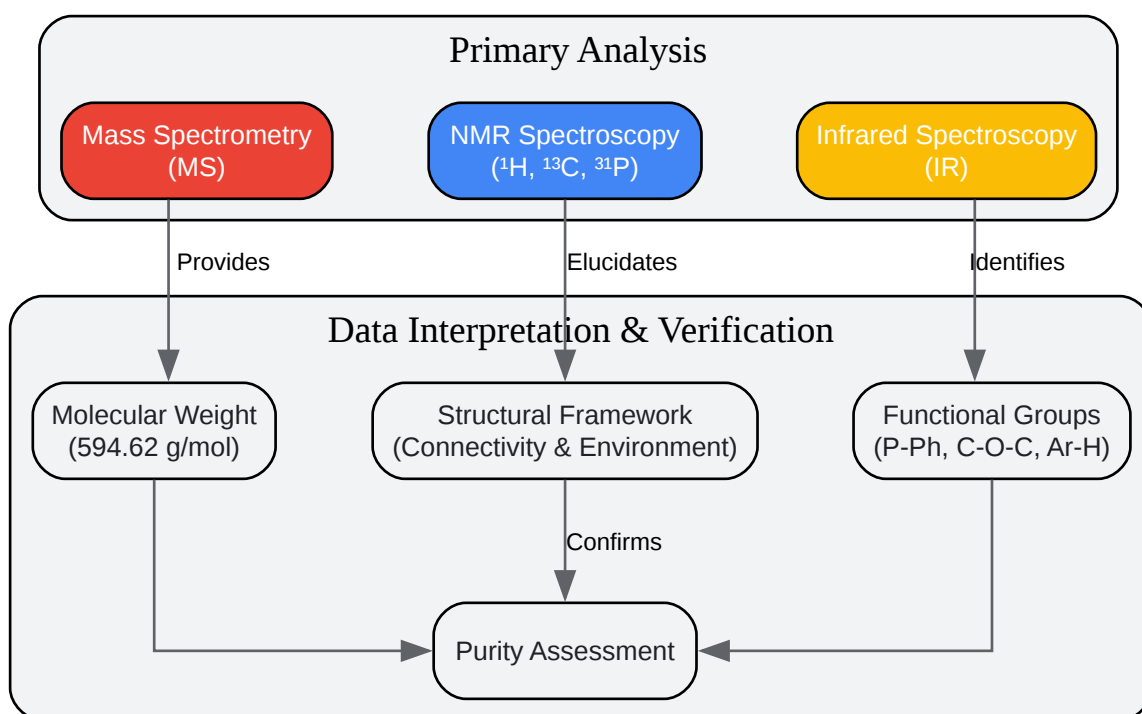 Primary Analysis
Mass Spectrometry
(MS)
NMR Spectroscopy
(¹H, ¹³C, ³¹P)
Infrared Spectroscopy
(IR)
Provides
Elucidates
Identifies
Data Interpretation & Verification
Molecular Weight
(594.62 g/mol)
Structural Framework
(Connectivity & Environment)
Functional Groups
(P-Ph, C-O-C, Ar-H)
Confirms
Purity Assessment